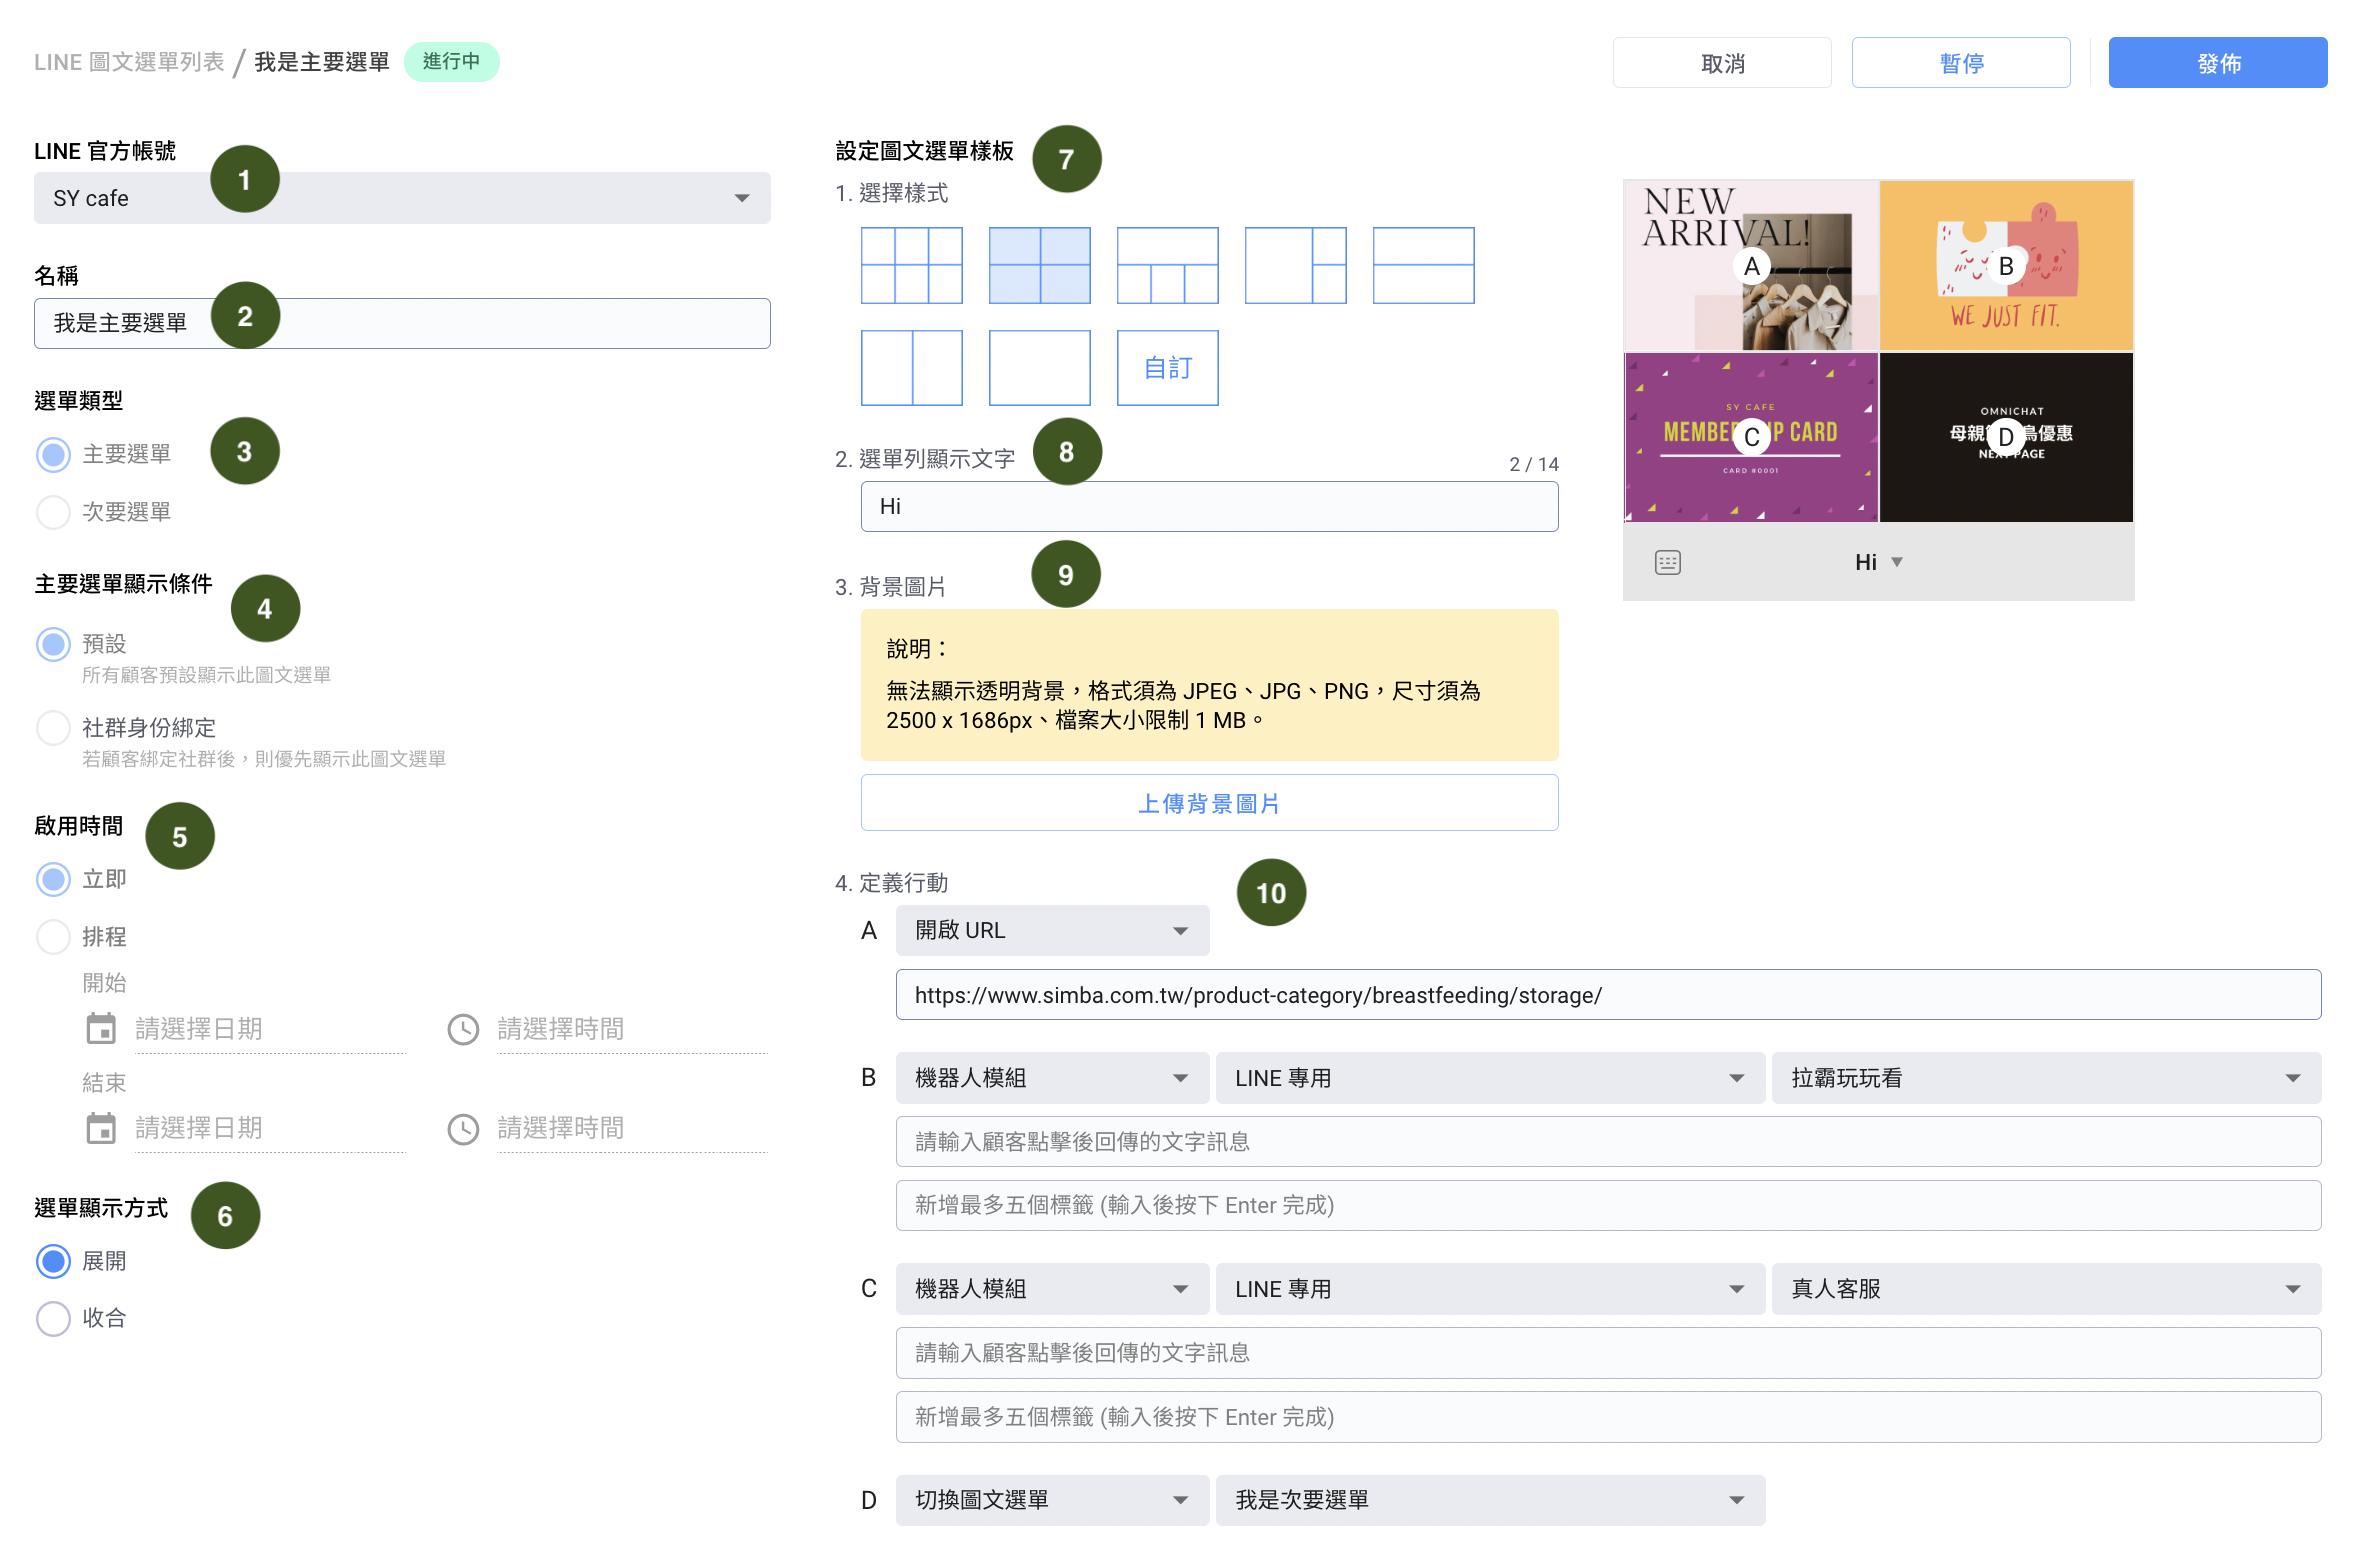 LINE 圖文選單列表 / 我是主要選單 進行中
取消 暫停 發佈
LINE 官方帳號 1
SY cafe
名稱
我是主要選單 2
選單類型
主要選單 3
次要選單
主要選單顯示條件 4
預設
所有顧客預設顯示此圖文選單
社群身份綁定
若顧客綁定社群後，則優先顯示此圖文選單
啟用時間 5
立即
排程
開始
請選擇日期 請選擇時間
結束
請選擇日期 請選擇時間
選單顯示方式 6
展開
收合
設定圖文選單樣板 7
1. 選擇樣式
自訂
2. 選單列顯示文字 8 2 / 14
Hi
3. 背景圖片 9
說明：
無法顯示透明背景，格式須為 JPEG、JPG、PNG，尺寸須為
2500 x 1686px、檔案大小限制 1 MB。
上傳背景圖片
4. 定義行動 10
A 開啟 URL
https://www.simba.com.tw/product-category/breastfeeding/storage/
B 機器人模組 LINE 專用 拉霸玩玩看
請輸入顧客點擊後回傳的文字訊息
新增最多五個標籤 (輸入後按下 Enter 完成)
C 機器人模組 LINE 專用 真人客服
請輸入顧客點擊後回傳的文字訊息
新增最多五個標籤 (輸入後按下 Enter 完成)
D 切換圖文選單 我是次要選單
NEW
ARRIVAL!
A
B
WE JUST FIT.
SY CAFE
CARD
C
CARD #0001
OMNICHAT
母親 優惠
D
PAGE
Hi